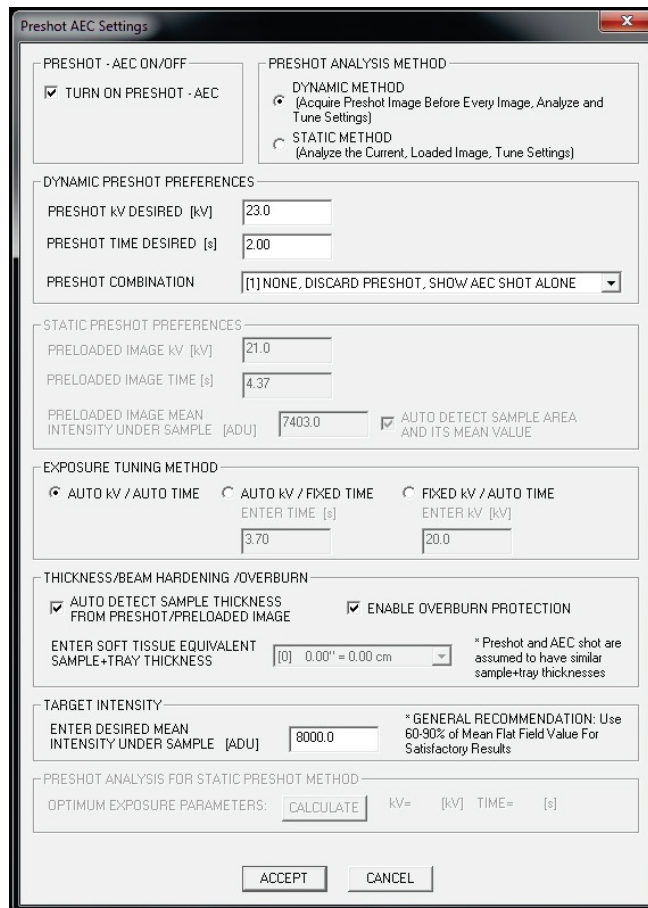 Preshot AEC Settings
PRESHOT - AEC ON/OFF
TURN ON PRESHOT - AEC
PRESHOT ANALYSIS METHOD
DYNAMIC METHOD
(Acquire Preshot Image Before Every Image, Analyze and
Tune Settings)
STATIC METHOD
(Analyze the Current, Loaded Image, Tune Settings)
DYNAMIC PRESHOT PREFERENCES
PRESHOT kV DESIRED [kV] 23.0
PRESHOT TIME DESIRED [s] 2.00
PRESHOT COMBINATION [1] NONE, DISCARD PRESHOT, SHOW AEC SHOT ALONE
STATIC PRESHOT PREFERENCES
PRELOADED IMAGE kV [kV] 21.0
PRELOADED IMAGE TIME [s] 4.37
PRELOADED IMAGE MEAN
INTENSITY UNDER SAMPLE [ADU] 7403.0
AUTO DETECT SAMPLE AREA
AND ITS MEAN VALUE
EXPOSURE TUNING METHOD
AUTO kV / AUTO TIME
AUTO kV / FIXED TIME
ENTER TIME [s]
3.70
FIXED kV / AUTO TIME
ENTER kV [kV]
20.0
THICKNESS/BEAM HARDENING /OVERBURN
AUTO DETECT SAMPLE THICKNESS
FROM PRESHOT/PRELOADED IMAGE
ENABLE OVERBURN PROTECTION
ENTER SOFT TISSUE EQUIVALENT
SAMPLE+TRAY THICKNESS
[0] 0.00" = 0.00 cm
* Preshot and AEC shot are
assumed to have similar
sample+tray thicknesses
TARGET INTENSITY
ENTER DESIRED MEAN
INTENSITY UNDER SAMPLE [ADU] 8000.0
* GENERAL RECOMMENDATION: Use
60-90% of Mean Flat Field Value For
Satisfactory Results
PRESHOT ANALYSIS FOR STATIC PRESHOT METHOD
OPTIMUM EXPOSURE PARAMETERS: CALCULATE kV= [kV] TIME= [s]
ACCEPT CANCEL